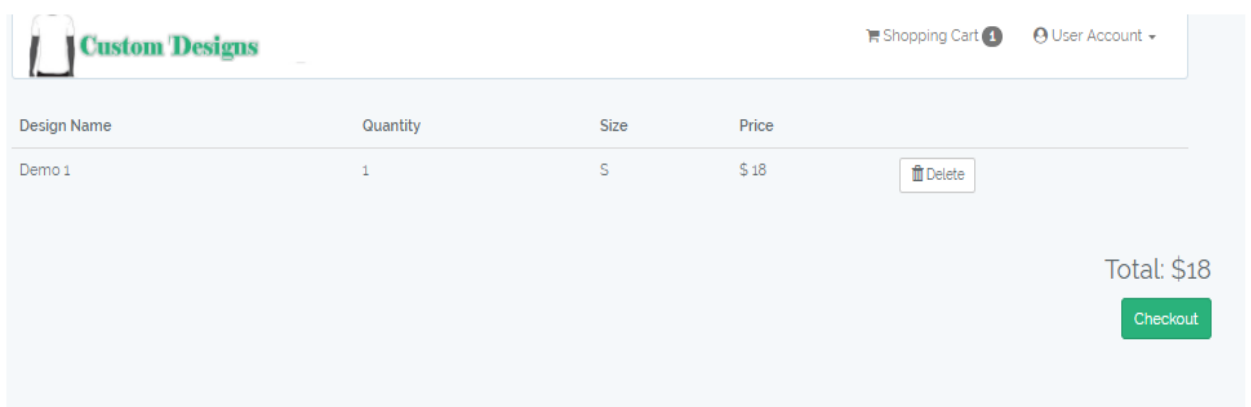 Custom Designs
Shopping Cart 1 User Account
Design Name Quantity Size Price
Demo 1 1 S $ 18 Delete
Total: $18
Checkout